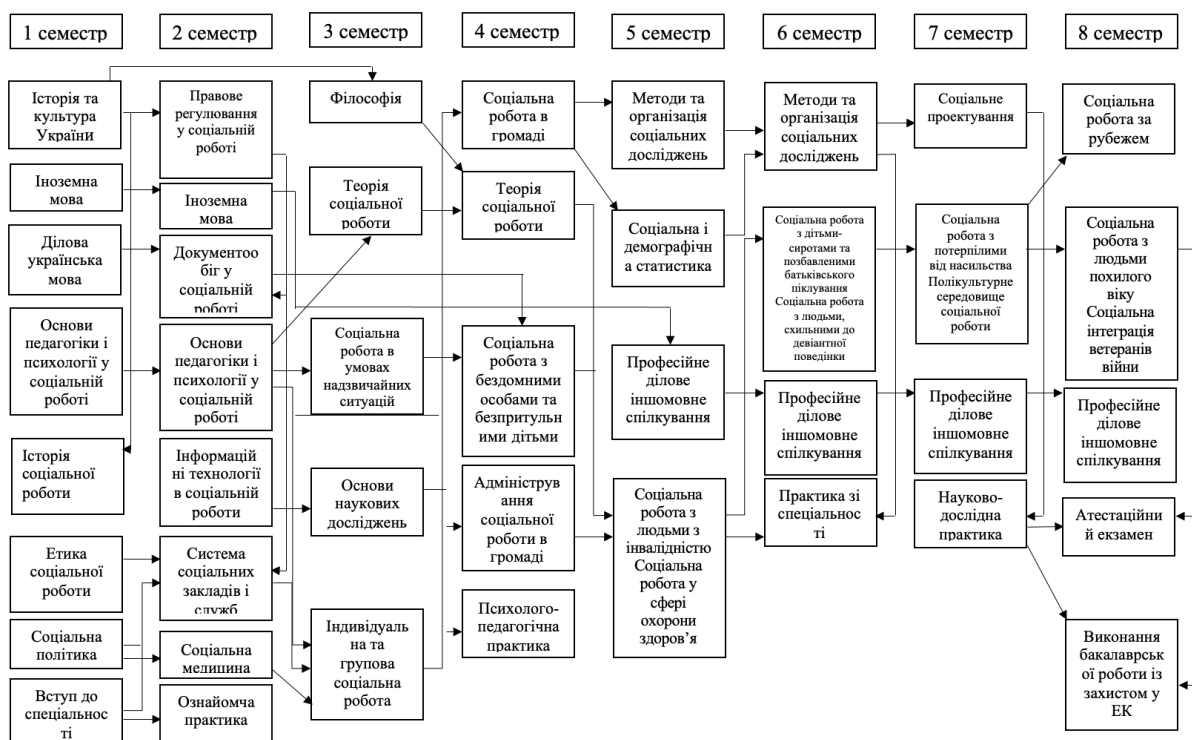 1 семестр
2 семестр
3 семестр
4 семестр
5 семестр
6 семестр
7 семестр
8 семестр
Історія та
культура
України
Іноземна
мова
Ділова
українська
мова
Основи
педагогіки і
психології у
соціальній
роботі
Історія
соціальної
роботи
Етика
соціальної
роботи
Соціальна
політика
Вступ до
спеціальнос
ті
Правове
регулювання
у соціальній
роботі
Іноземна
мова
Документоо
біг у
соціальній
роботі
Основи
педагогіки і
психології у
соціальній
роботі
Інформацій
ні технології
в соціальній
роботи
Система
соціальних
закладів і
служб
Соціальна
медицина
Ознайомча
практика
Філософія
Теорія
соціальної
роботи
Соціальна
робота в
умовах
надзвичайних
ситуацій
Основи
наукових
досліджень
Індивідуаль
на та
групова
соціальна
робота
Соціальна
робота в
громаді
Теорія
соціальної
роботи
Соціальна
робота з
бездомними
особами та
безпритульн
ими дітьми
Адмініструв
ання
соціальної
роботи в
громаді
Психолого-
педагогічна
практика
Методи та
організація
соціальних
досліджень
Соціальна і
демографічн
а статистика
Професійне
ділове
іншомовне
спілкування
Соціальна
робота з
людьми з
інвалідністю
Соціальна
робота у
сфері
охорони
здоров’я
Методи та
організація
соціальних
досліджень
Соціальна робота
з дітьми-
сиротами та
позбавленими
батьківського
піклування
Соціальна робота
з людьми,
схильними до
девіантної
поведінки
Професійне
ділове
іншомовне
спілкування
Практика зі
спеціальнос
ті
Соціальне
проектування
Соціальна
робота з
потерпілими
від насильства
Полікультурне
середовище
соціальної
роботи
Професійне
ділове
іншомовне
спілкування
Науково-
дослідна
практика
Соціальна
робота за
рубежем
Соціальна
робота з
людьми
похилого
віку
Соціальна
інтеграція
ветеранів
війни
Професійне
ділове
іншомовне
спілкування
Атестаційни
й екзамен
Виконання
бакалаврськ
ої роботи із
захистом у
ЕК